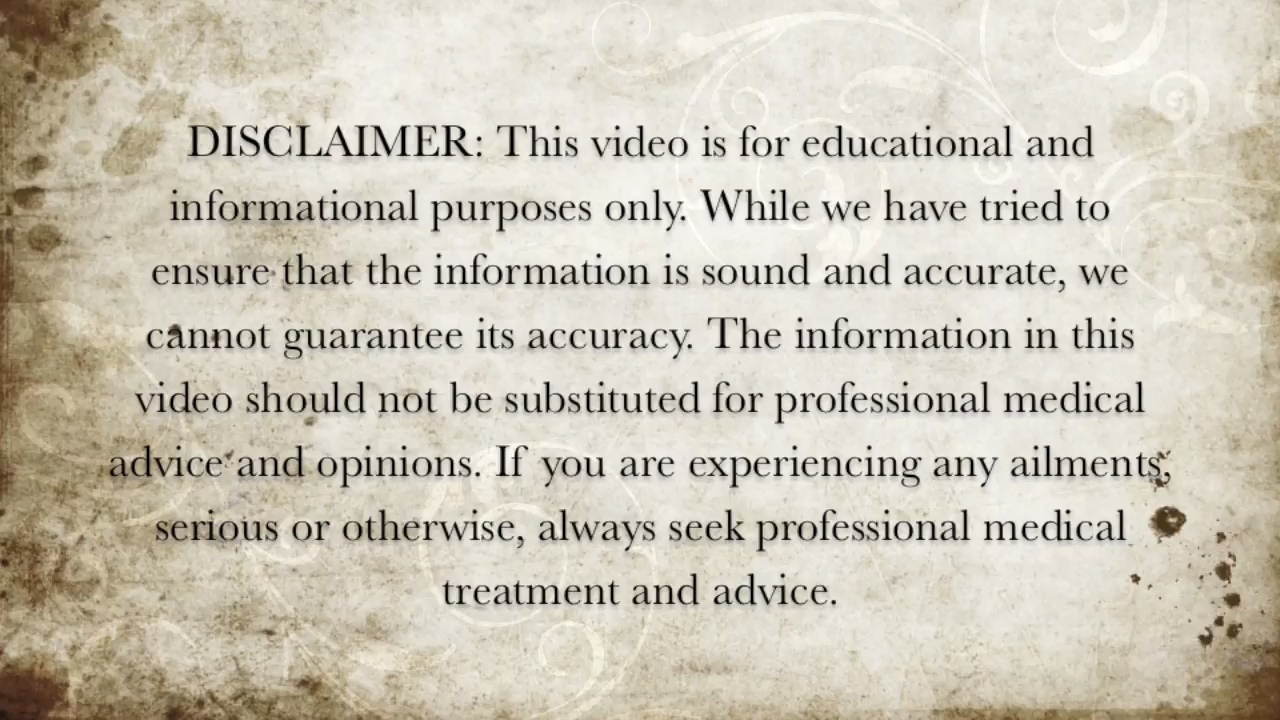 DISCLAIMER: This video is for educational and
informational purposes only. While we have tried to
ensure that the information is sound and accurate, we
cannot guarantee its accuracy. The information in this
video should not be substituted for professional medical
advice and opinions. If you are experiencing any ailments,
serious or otherwise, always seek professional medical
treatment and advice.